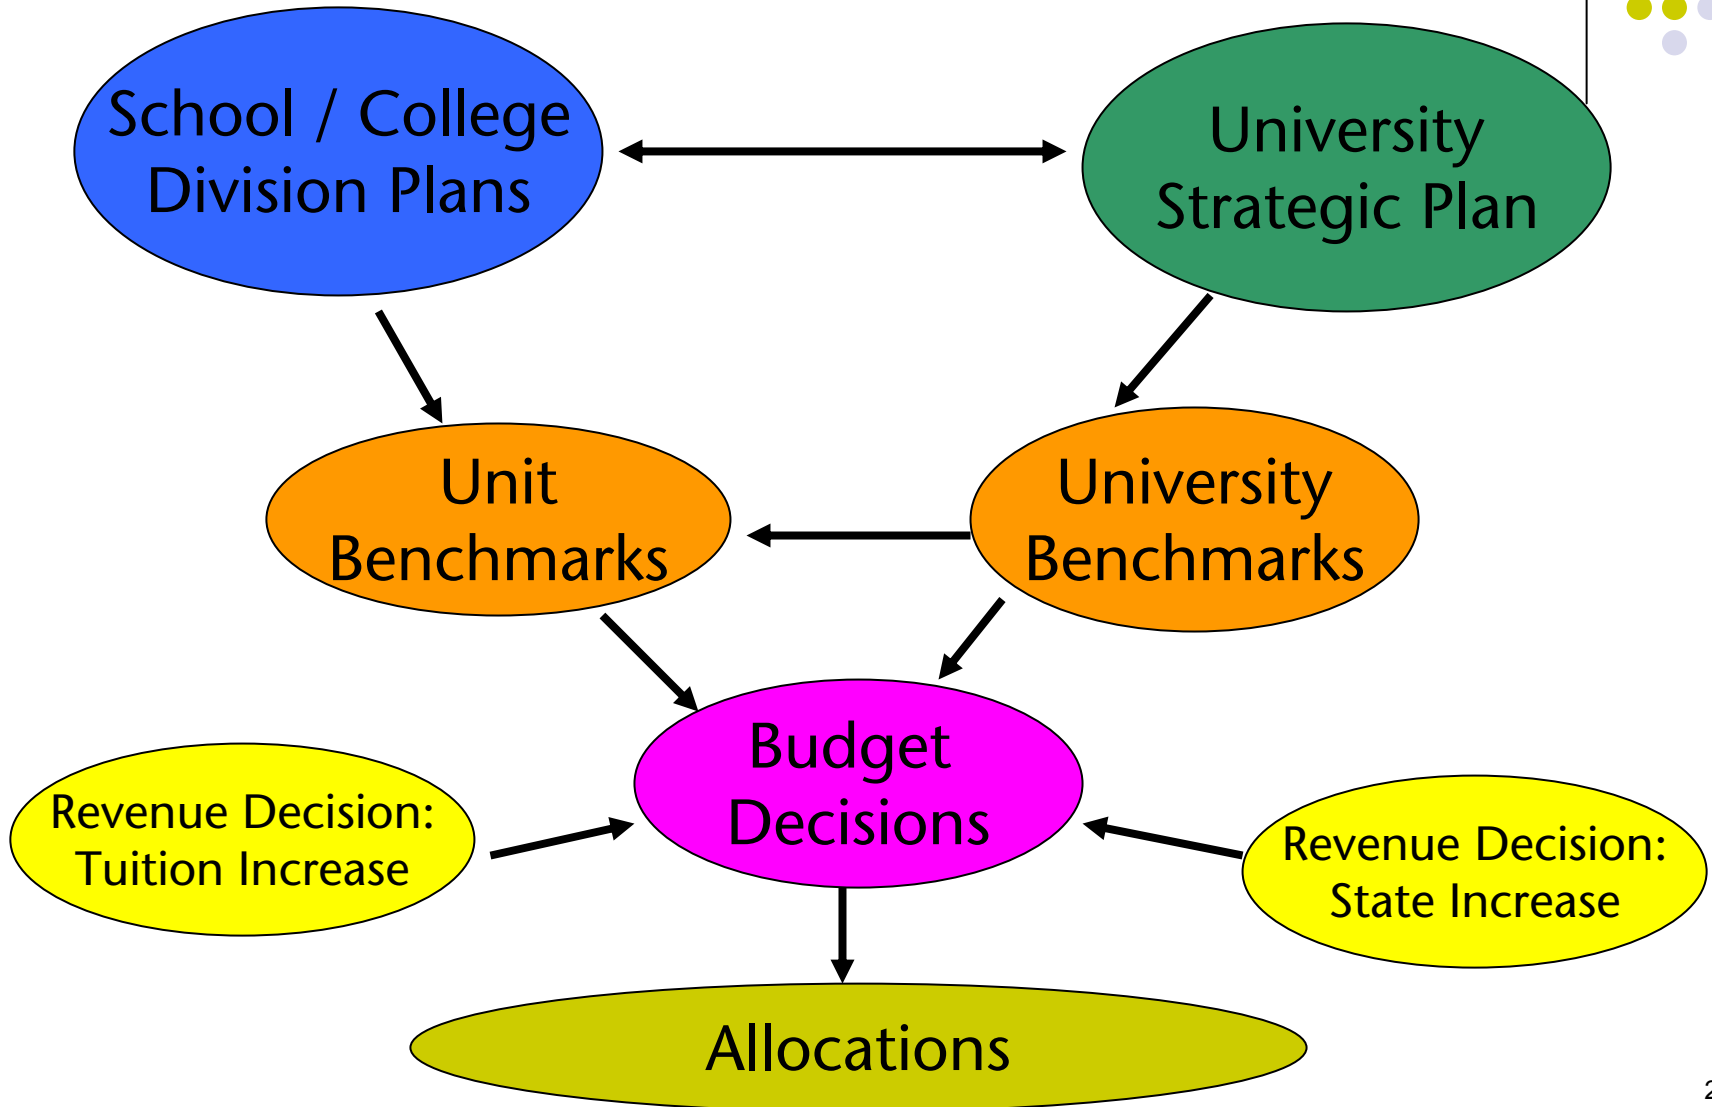 School / College
Division Plans
University
Strategic Plan
Unit
Benchmarks
University
Benchmarks
Budget
Decisions
Revenue Decision:
Tuition Increase
Revenue Decision:
State Increase
Allocations